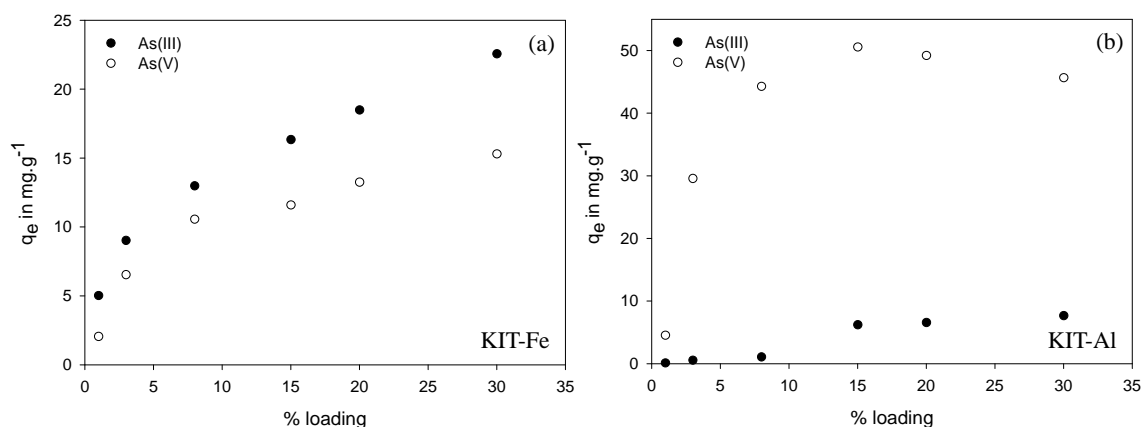 25
20
15
10
5
0
q_e in mg.g^-1
● As(III)
○ As(V)
(a)
KIT-Fe
0 5 10 15 20 25 30 35
% loading
50
40
30
20
10
0
q_e in mg.g^-1
● As(III)
○ As(V)
(b)
KIT-Al
0 5 10 15 20 25 30 35
% loading